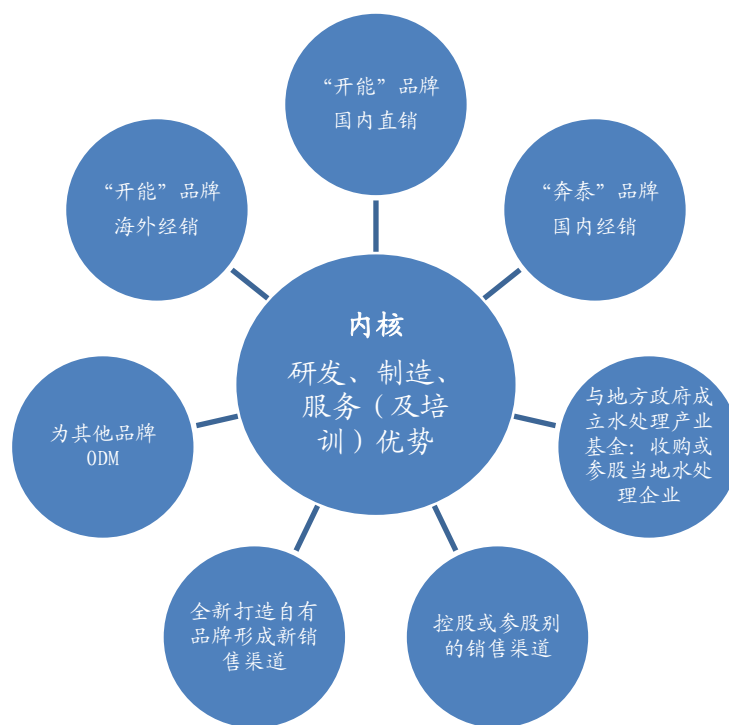 “开能”品牌
国内直销
“开能”品牌
海外经销
“奔泰”品牌
国内经销
内核
研发、制造、
服务（及培
训）优势
为其他品牌
ODM
与地方政府成
立水处理产业
基金：收购或
参股当地水处
理企业
全新打造自有
品牌形成新销
售渠道
控股或参股别
的销售渠道